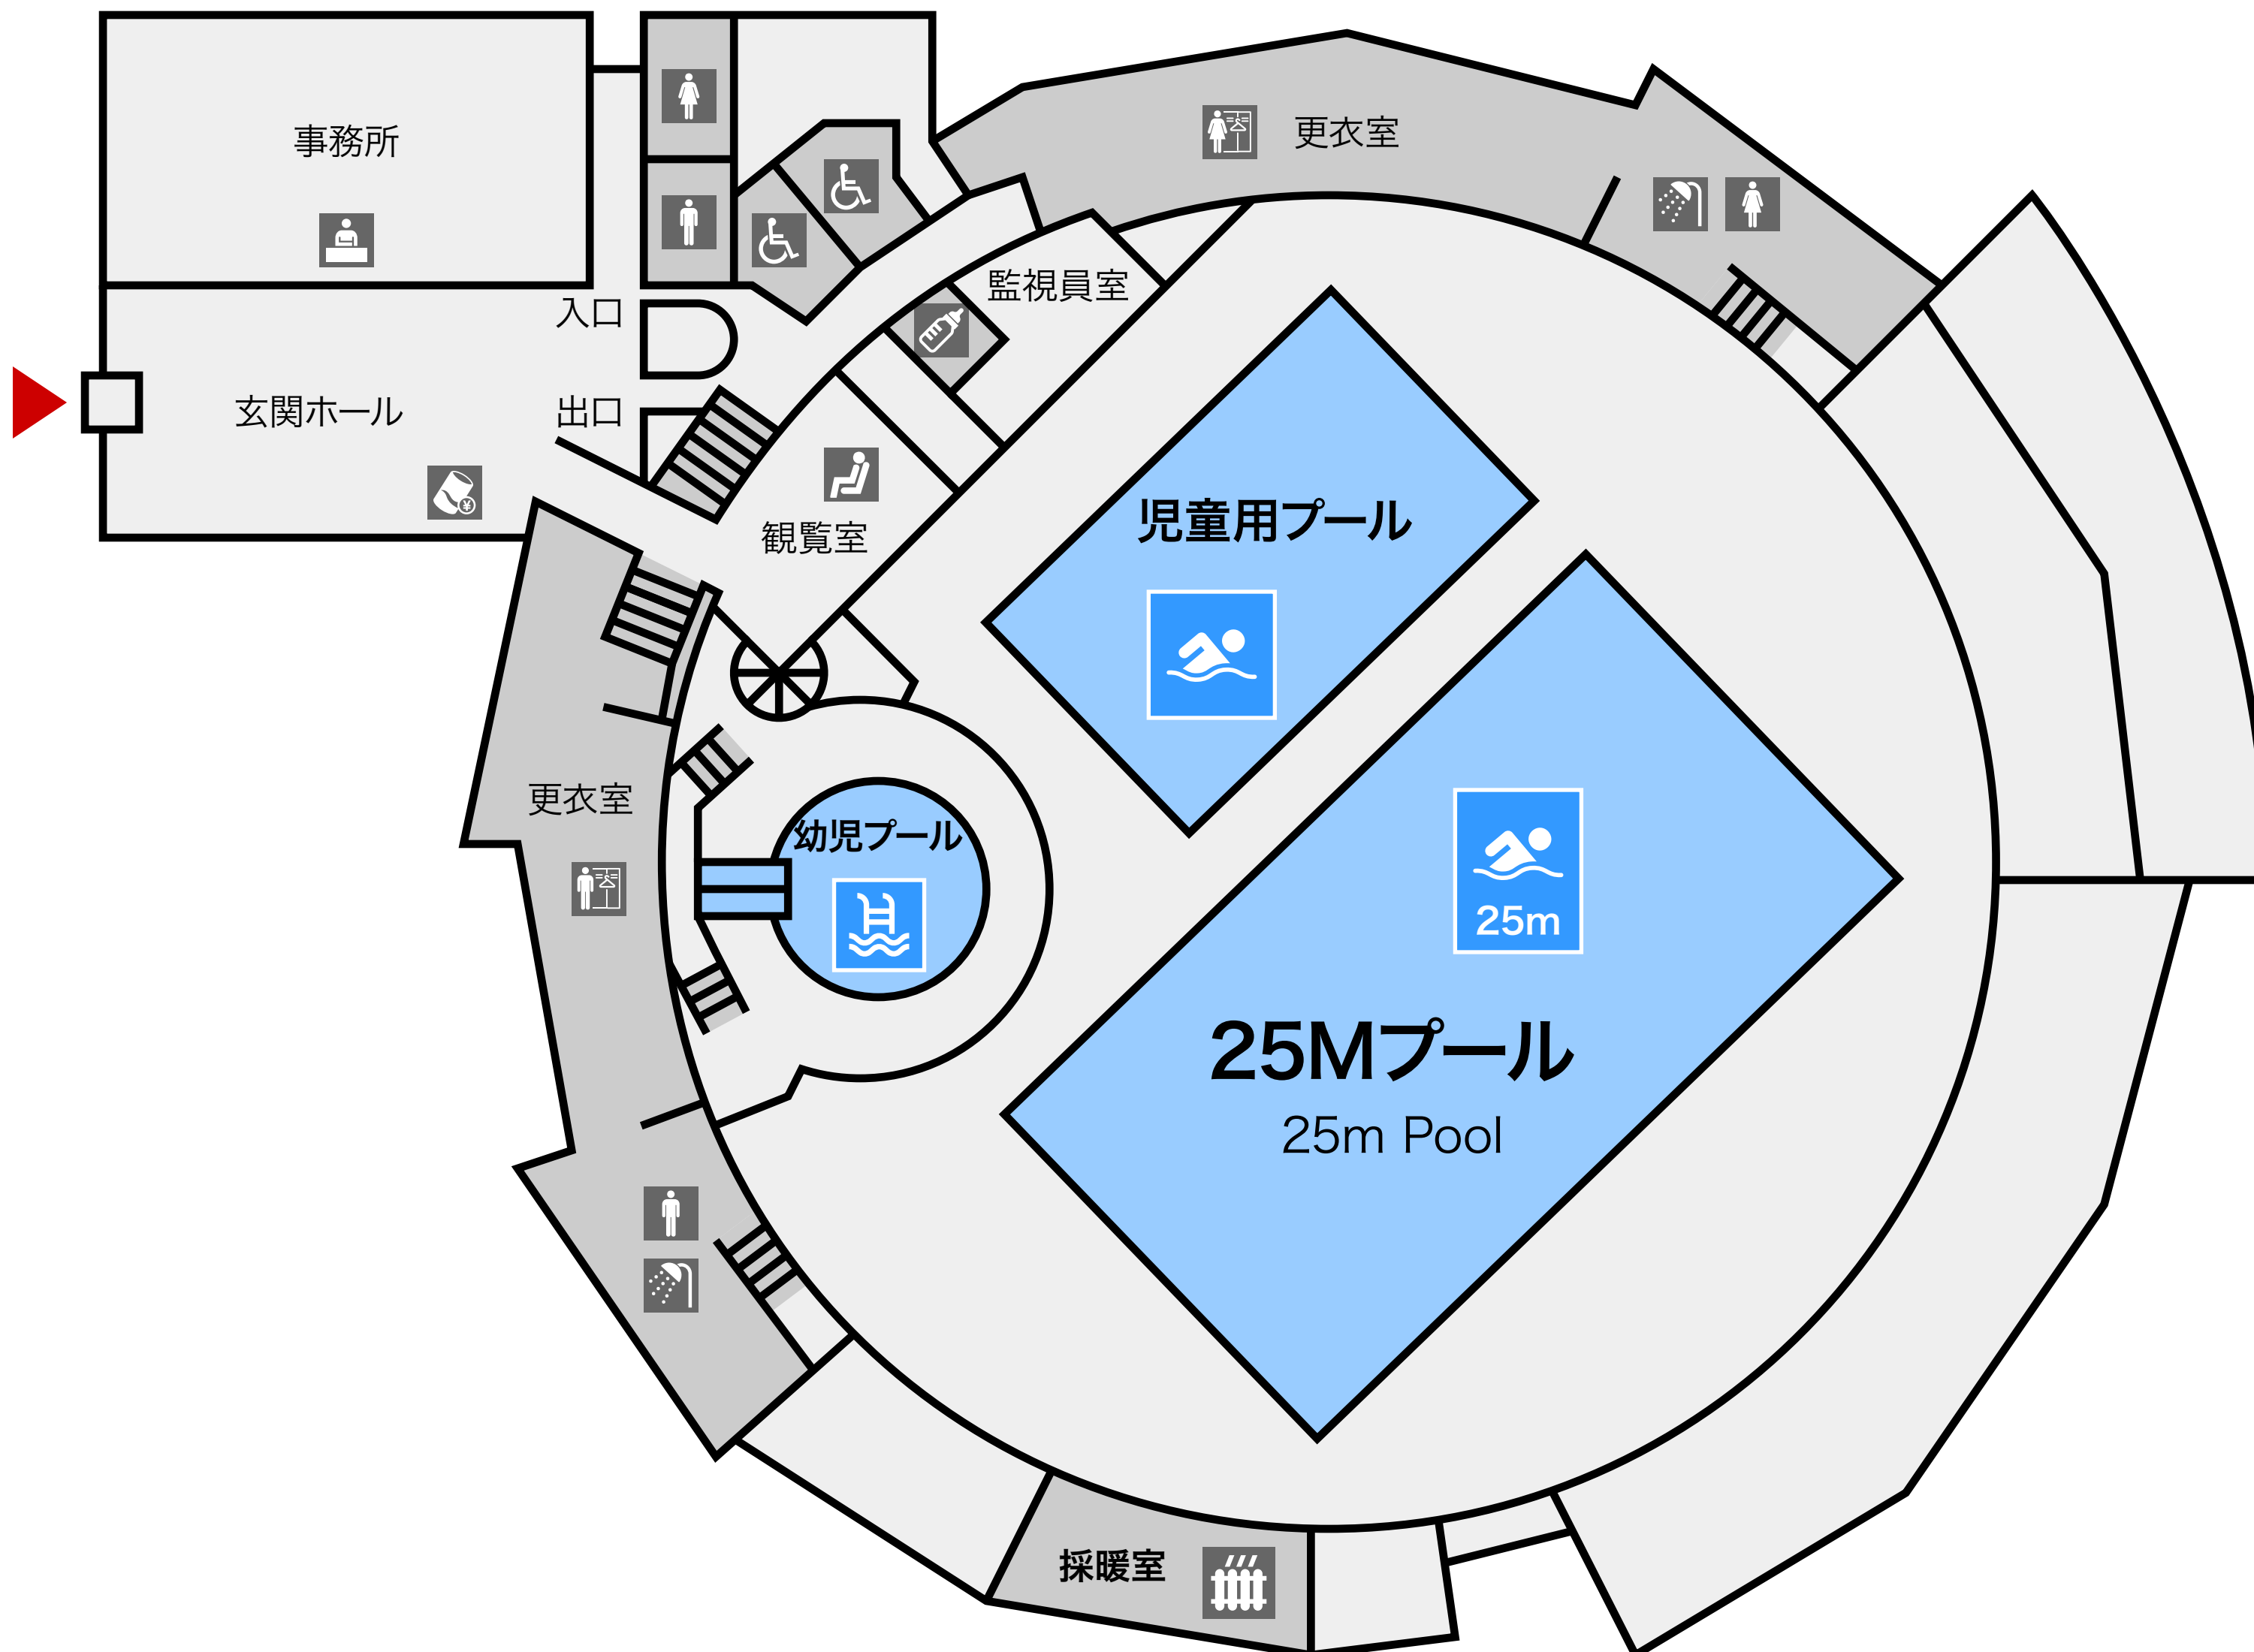 事務所
更衣室
監視員室
入口
出口
玄関ホール
¥
観覧室
児童用プール
更衣室
幼児プール
25m
25Mプール
25m Pool
採暖室